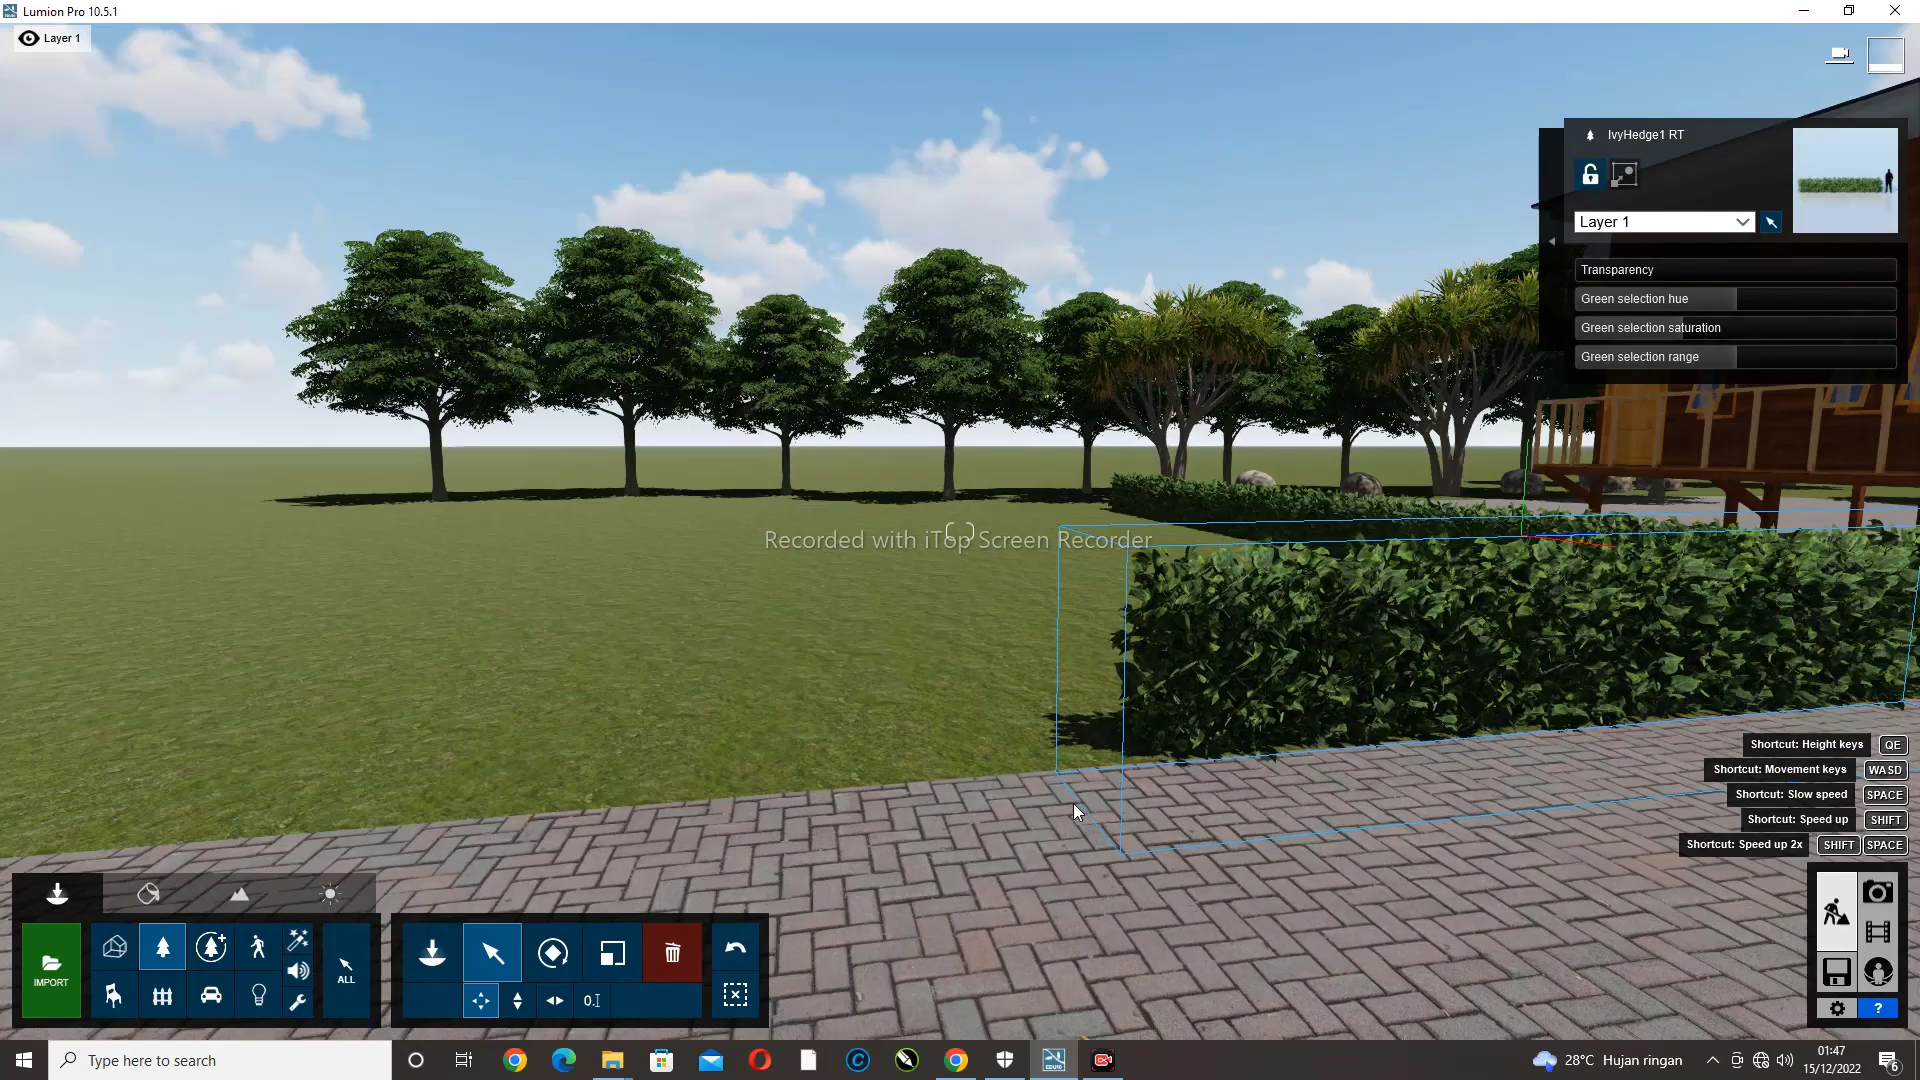 Lumion Pro 10.5.1
Layer 1
IvyHedge1 RT
Layer 1
Transparency
Green selection hue
Green selection saturation
Green selection range
Recorded with iTop Screen Recorder
Shortcut: Height keys QE
Shortcut: Movement keys WASD
Shortcut: Slow speed SPACE
Shortcut: Speed up SHIFT
Shortcut: Speed up 2x SHIFT SPACE
IMPORT
ALL
?
Type here to search
28°C Hujan ringan
01:47
15/12/2022
6